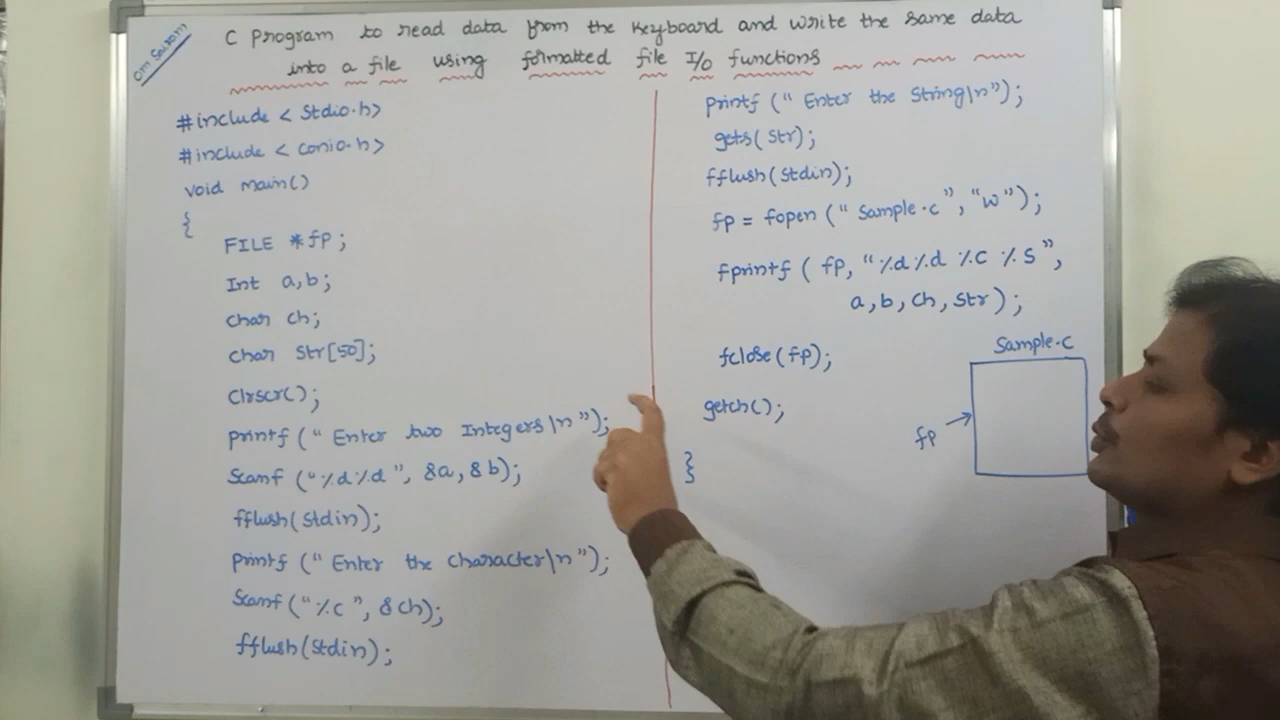 Om Sairam
C Program to read data from the Keyboard and write the same data
into a file using formatted file I/O functions
#include < Stdio.h>
#include < conio.h>
void main()
{
FILE *fp;
Int a,b;
char ch;
char Str[50];
Clrscr();
printf (" Enter two Integers\n");
Scanf ("%d%d", &a, &b);
fflush(Stdin);
printf (" Enter the character\n");
Scanf ("%c", &ch);
fflush(Stdin);
printf (" Enter the String\n");
gets(Str);
fflush(Stdin);
fp = fopen (" Sample.c", "w");
fprintf ( fp, "%d%d %c %s",
a, b, ch, Str );
fclose(fp);
getch();
}
Sample.c
fp